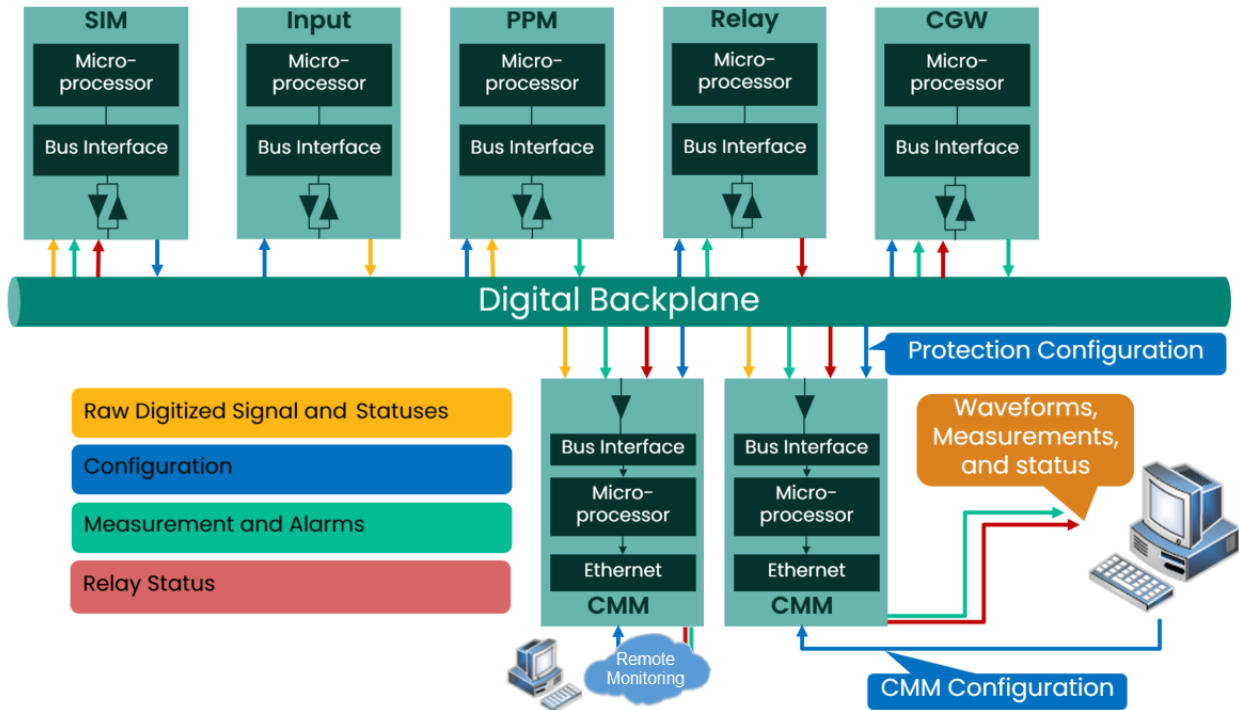 SIM
Micro-
processor
Bus Interface
Input
Micro-
processor
Bus Interface
PPM
Micro-
processor
Bus Interface
Relay
Micro-
processor
Bus Interface
CGW
Micro-
processor
Bus Interface
Digital Backplane
Protection Configuration
Raw Digitized Signal and Statuses
Configuration
Measurement and Alarms
Relay Status
Bus Interface
Micro-
processor
Ethernet
CMM
Bus Interface
Micro-
processor
Ethernet
CMM
Waveforms,
Measurements,
and status
Remote
Monitoring
CMM Configuration